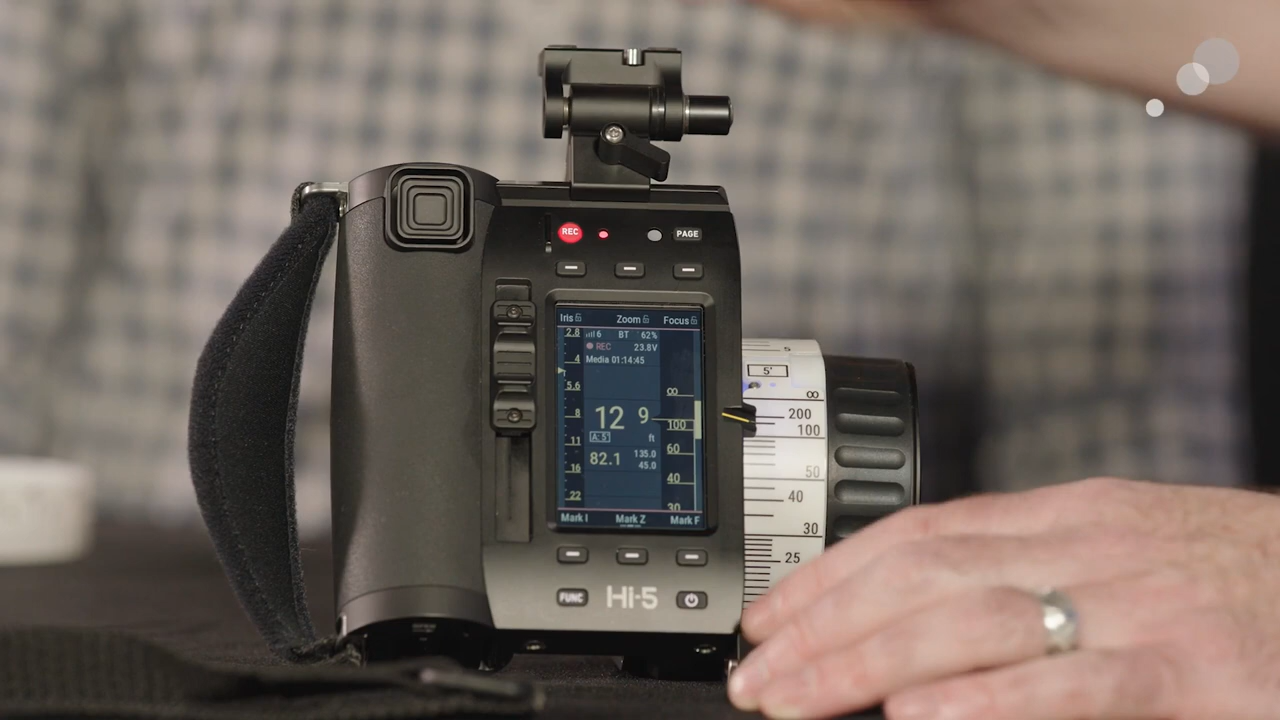 REC PAGE
Iris Zoom Focus
2.8 6 BT 62%
REC 23.8V
4 Media 01:14:45
5.6
∞
8 12 9 100
A: 5' ft
11
82.1 135.0 60
16 45.0
40
22 30
Mark I Mark Z Mark F
FUNC Hi-5
5
5'
∞
200
100
50
40
30
25